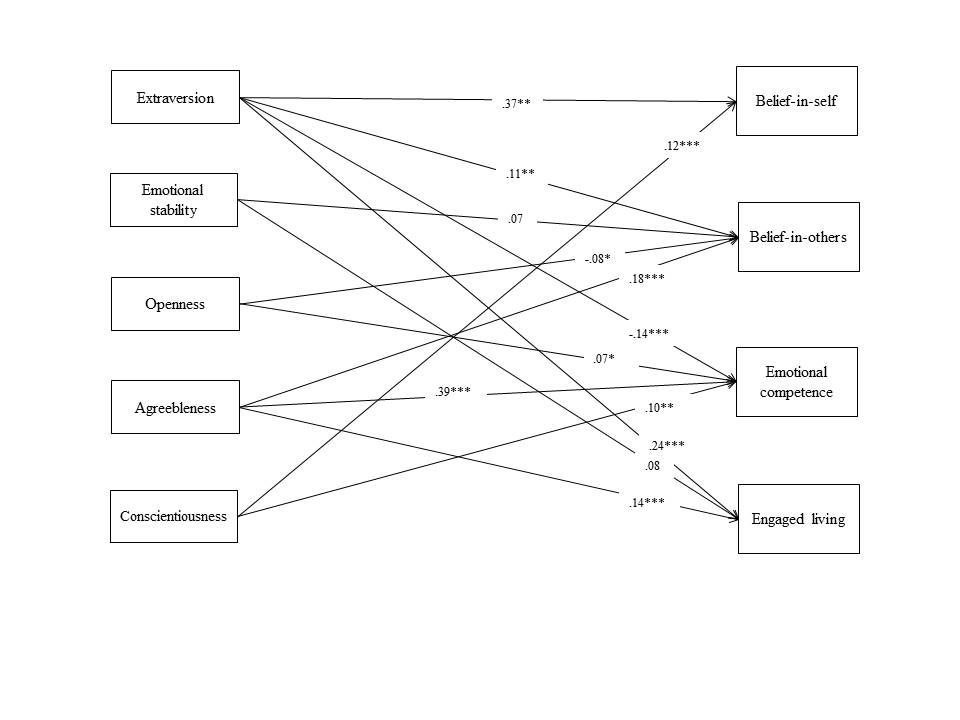 Extraversion
Belief-in-self
.37**
.12***
.11**
Emotional
stability
.07
Belief-in-others
-.08*
.18***
Openness
-.14***
.07*
Emotional
competence
.39***
Agreebleness
.10**
.24***
.08
.14***
Conscientiousness
Engaged living